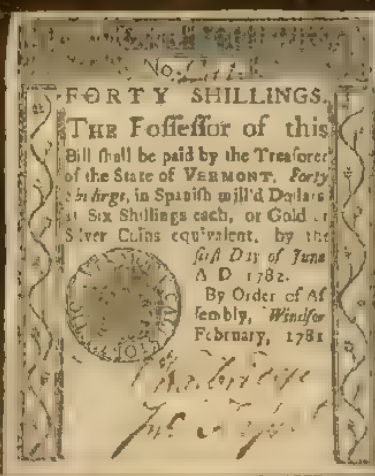 No.
FORTY SHILLINGS.
THE Poſſeſſor of this
Bill ſhall be paid by the Treaſurer
of the State of VERMONT, Forty
Shillings, in Spaniſh mill'd Dollars
at Six Shillings each, or Gold or
Silver Coins equivalent, by the
firſt Day of June
A D 1782.
By Order of Aſ
ſembly, Windſor
February, 1781